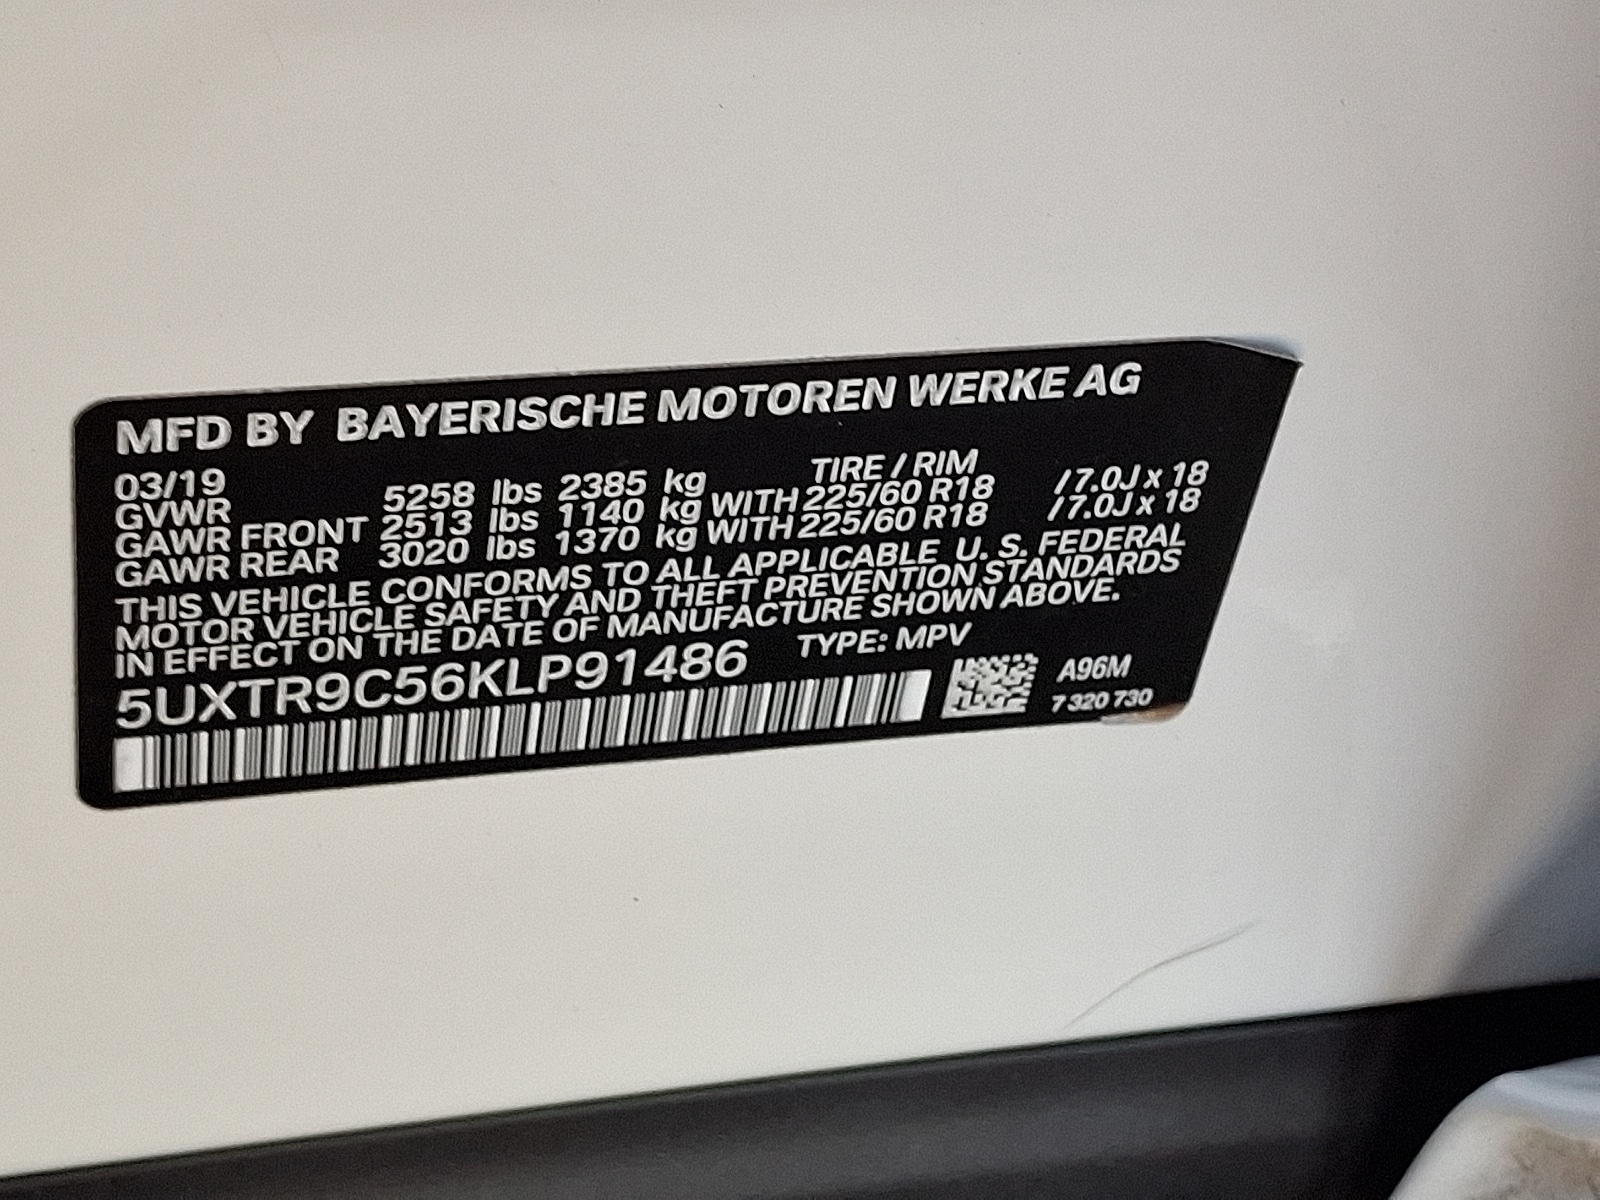 MFD BY BAYERISCHE MOTOREN WERKE AG
03/19 TIRE / RIM
GVWR 5258 lbs 2385 kg
GAWR FRONT 2513 lbs 1140 kg WITH 225/60 R18 /7.0J x 18
GAWR REAR 3020 lbs 1370 kg WITH 225/60 R18 /7.0J x 18
THIS VEHICLE CONFORMS TO ALL APPLICABLE U. S. FEDERAL
MOTOR VEHICLE SAFETY AND THEFT PREVENTION STANDARDS
IN EFFECT ON THE DATE OF MANUFACTURE SHOWN ABOVE.
5UXTR9C56KLP91486 TYPE: MPV
A96M
7 320 730